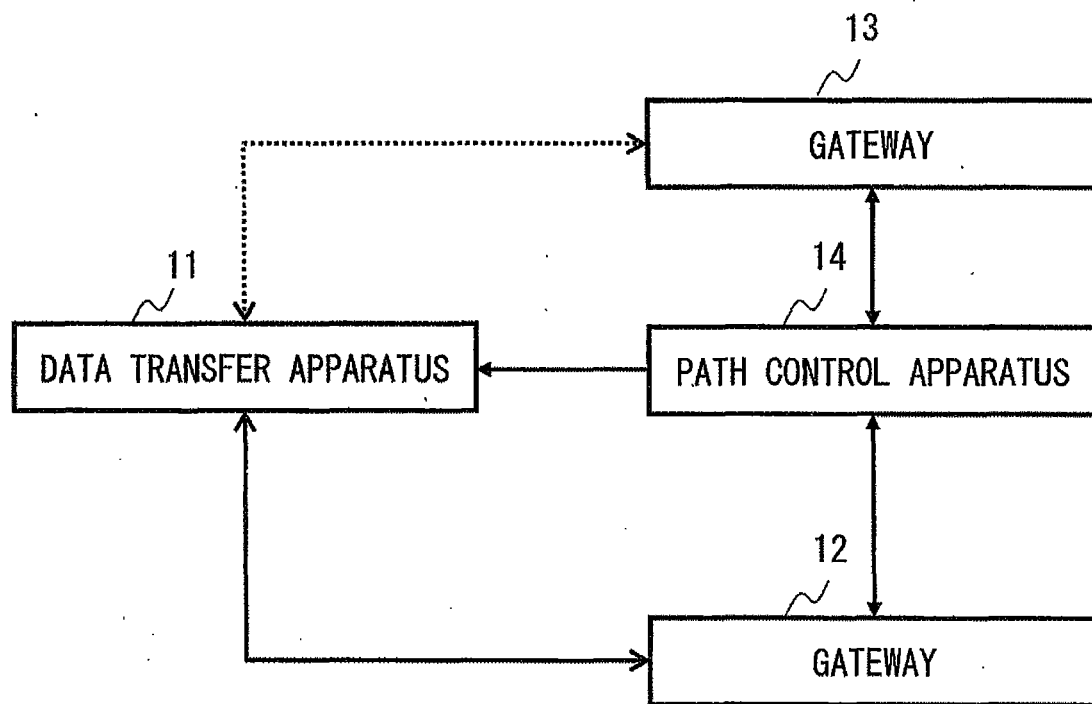 13
GATEWAY
11
14
DATA TRANSFER APPARATUS
PATH CONTROL APPARATUS
12
GATEWAY